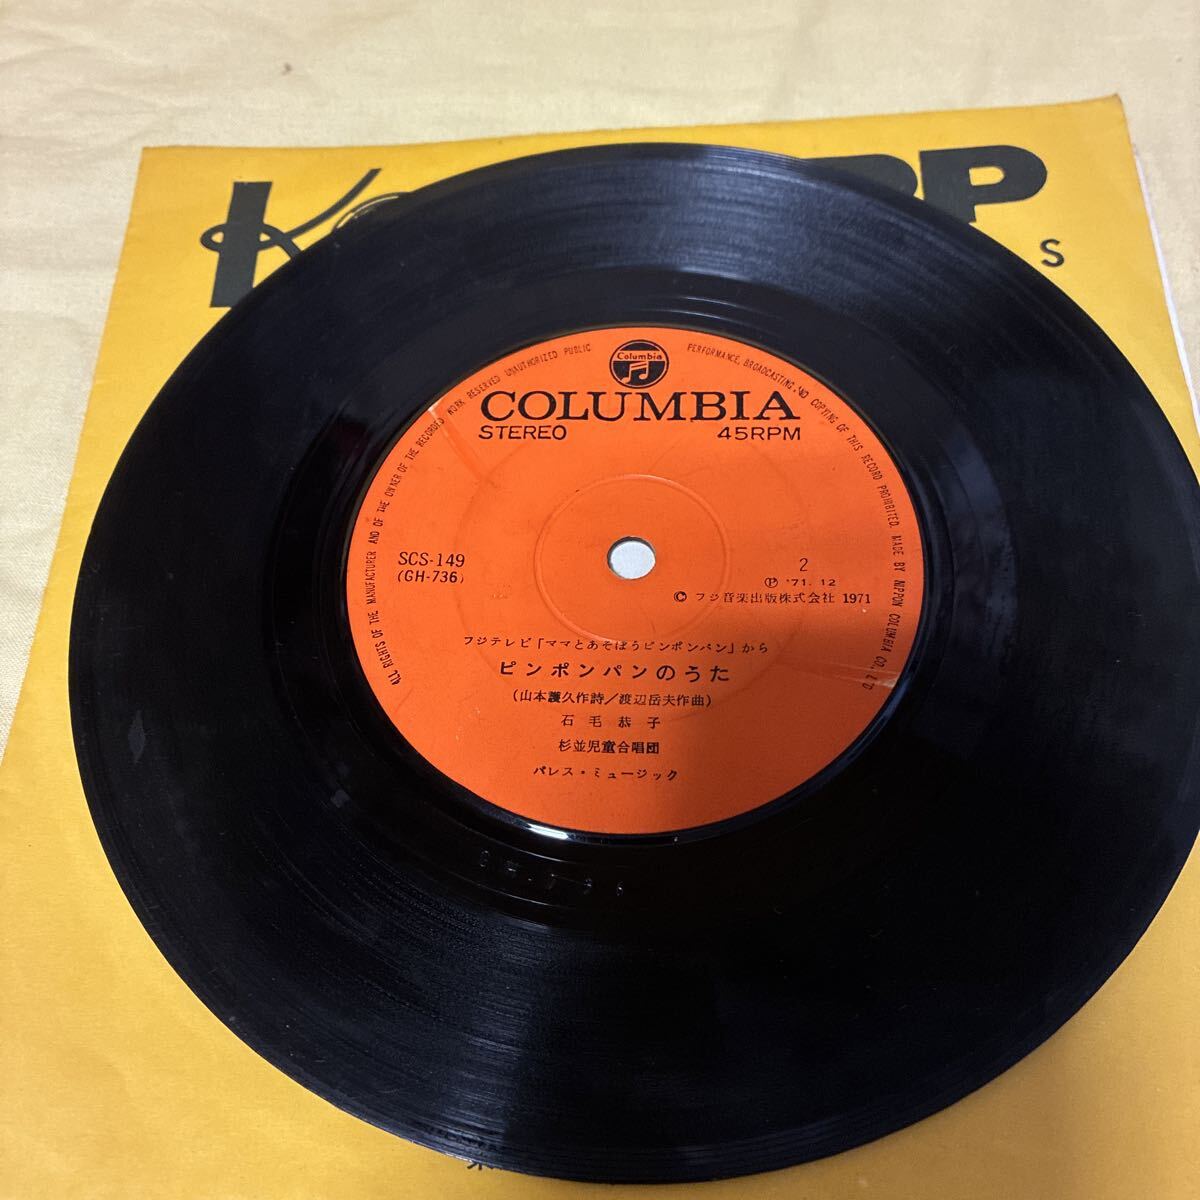 PP
S
Columbia
COLUMBIA
STEREO 45RPM
ALL RIGHTS OF THE MANUFACTURER AND OF THE OWNER OF THE RECORDED WORK RESERVED UNAUTHORIZED PUBLIC PERFORMANCE, BROADCASTING AND COPYING OF THIS RECORD PROHIBITED. MADE BY NIPPON COLUMBIA CO., LTD
SCS-149 2
(GH-736) Ⓟ '71. 12
© フジ音楽出版株式会社 1971
フジテレビ「ママとあそぼうピンポンパン」から
ピンポンパンのうた
(山本護久作詩/渡辺岳夫作曲)
石毛恭子
杉並児童合唱団
パレス・ミュージック